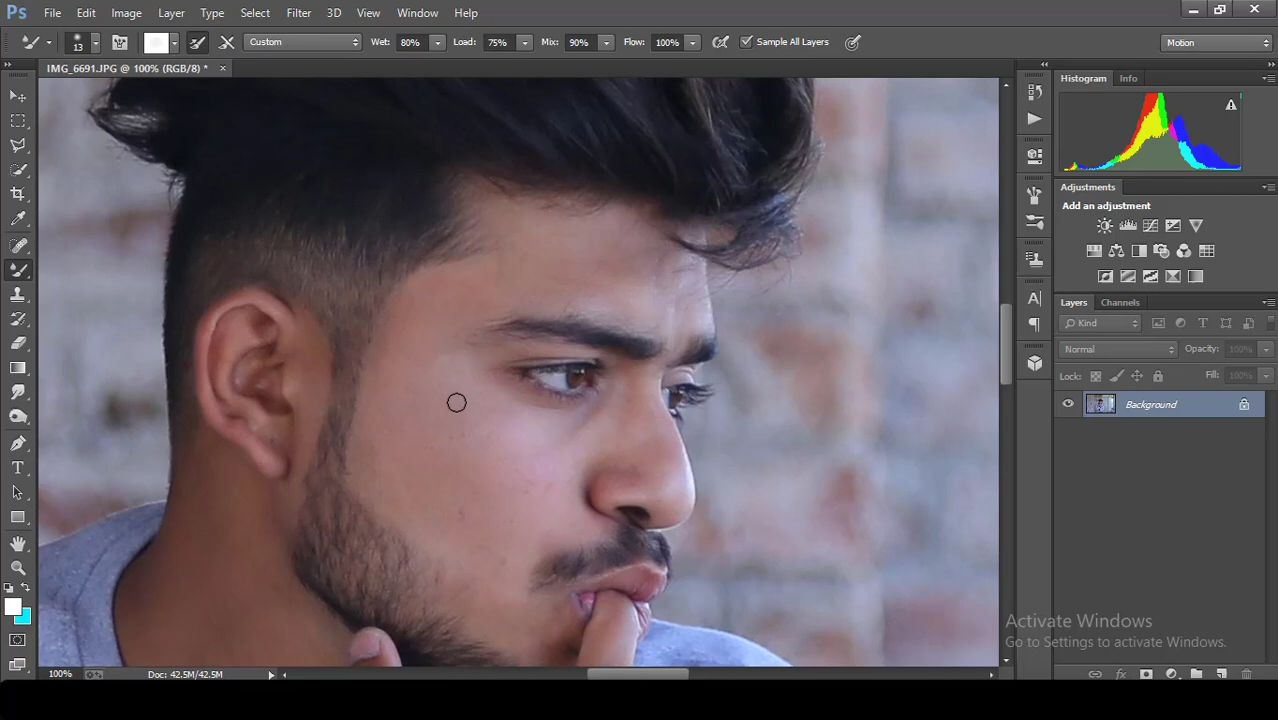 Ps File Edit Image Layer Type Select Filter 3D View Window Help
13 Custom Wet: 80% Load: 75% Mix: 90% Flow: 100% Sample All Layers Motion
IMG_6691.JPG @ 100% (RGB/8) * ×
Histogram Info
Adjustments
Add an adjustment
Layers Channels
Kind
Normal Opacity: 100%
Lock: Fill: 100%
Background
Activate Windows
Go to Settings to activate Windows.
100% Doc: 42.5M/42.5M